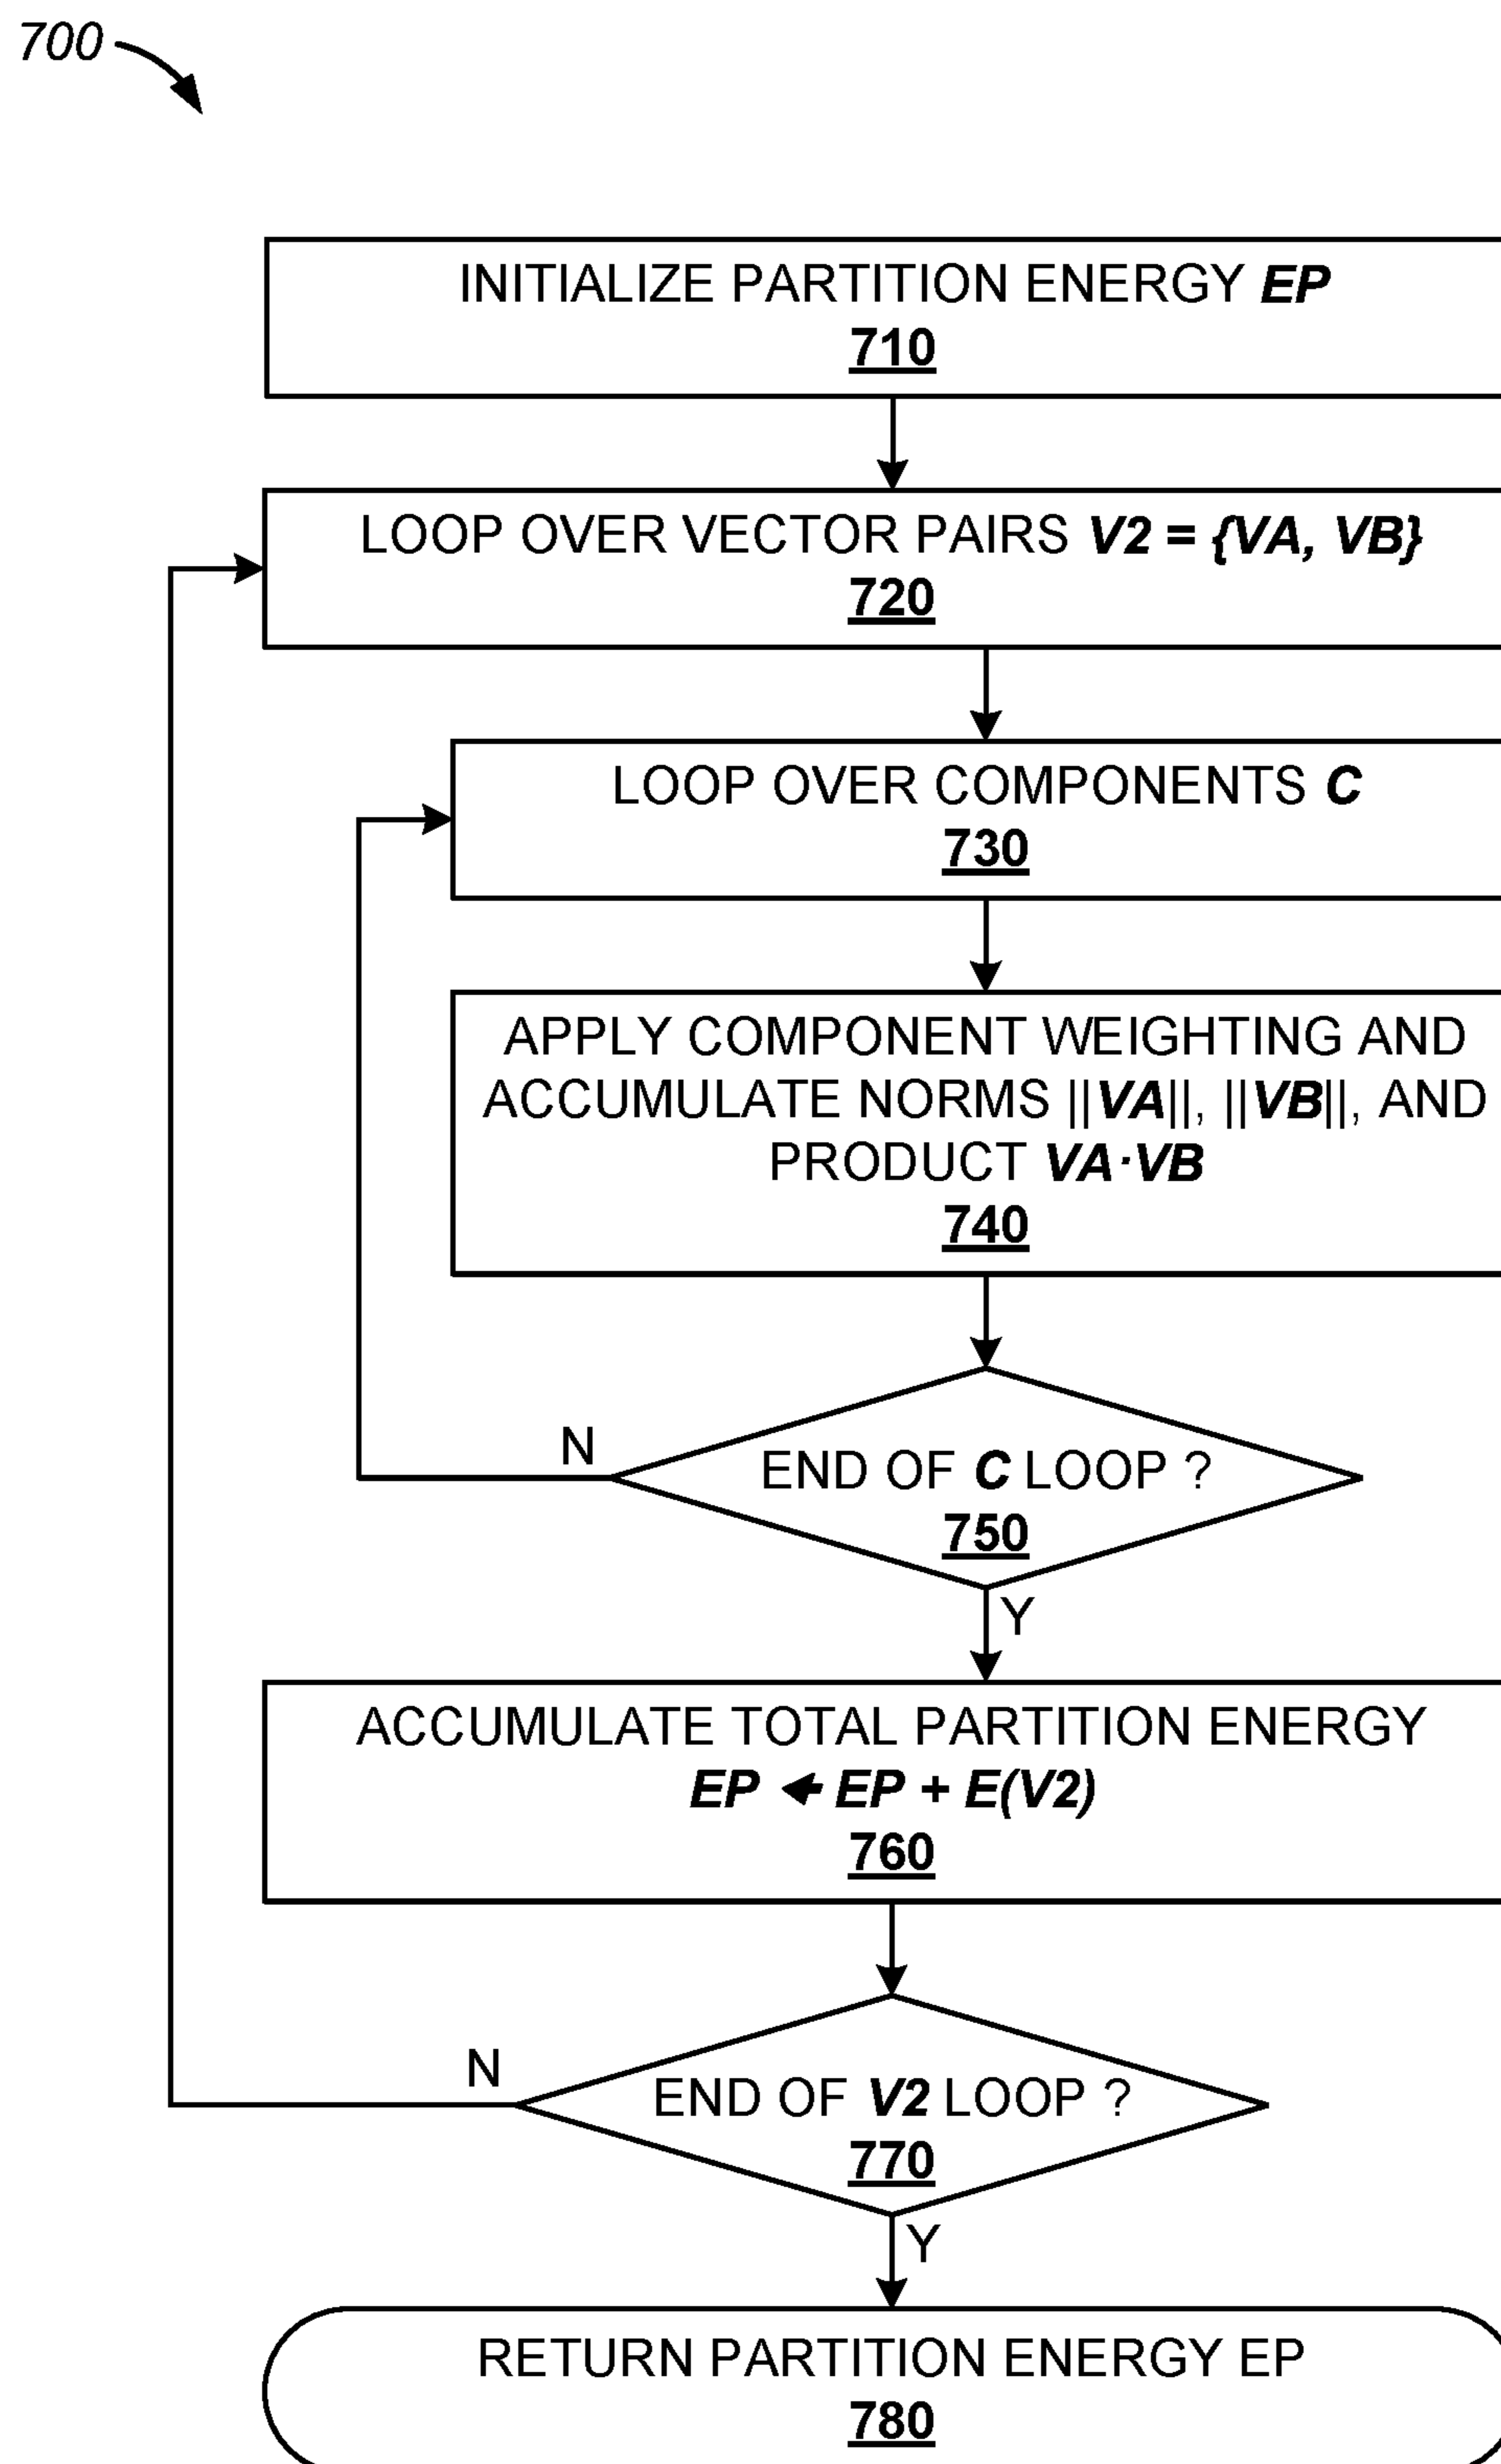 700
INITIALIZE PARTITION ENERGY EP
710
LOOP OVER VECTOR PAIRS V2 = {VA, VB}
720
LOOP OVER COMPONENTS C
730
APPLY COMPONENT WEIGHTING AND
ACCUMULATE NORMS ||VA||, ||VB||, AND
PRODUCT VA·VB
740
N
END OF C LOOP ?
750
Y
ACCUMULATE TOTAL PARTITION ENERGY
EP ← EP + E(V2)
760
N
END OF V2 LOOP ?
770
Y
RETURN PARTITION ENERGY EP
780